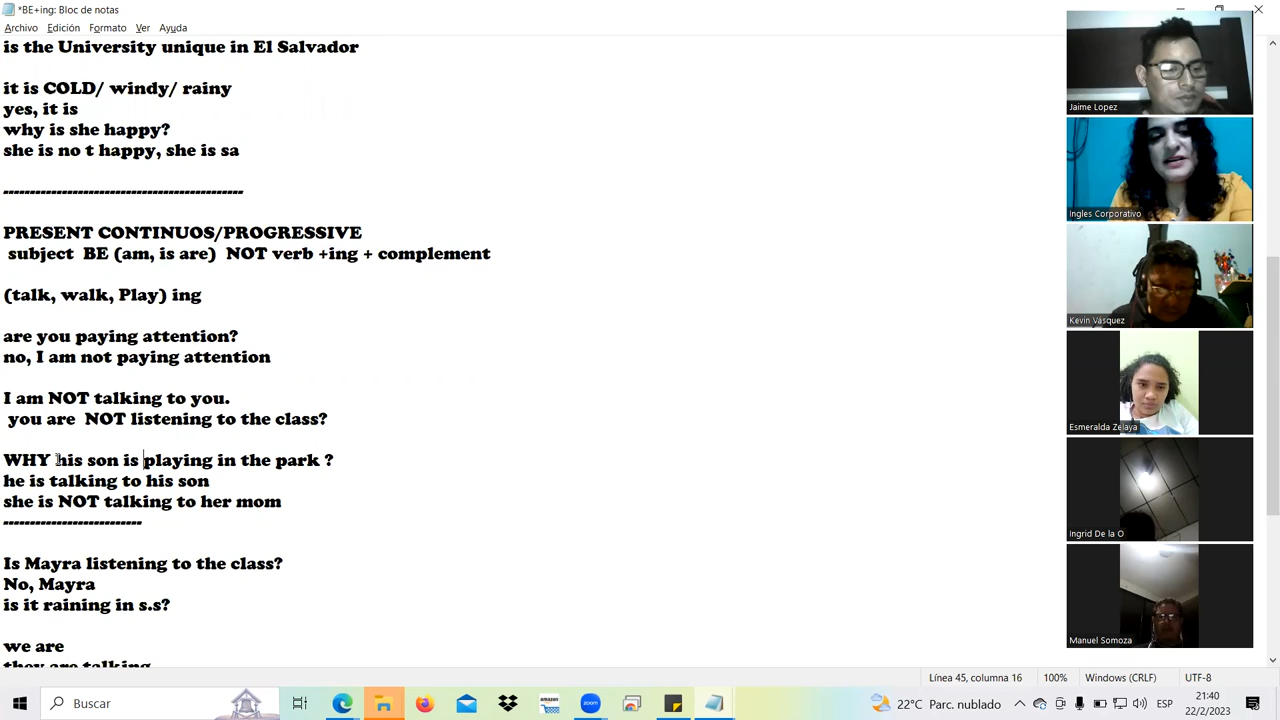 *BE+ing: Bloc de notas
Archivo Edición Formato Ver Ayuda
is the University unique in El Salvador
it is COLD/ windy/ rainy
yes, it is
why is she happy?
she is no t happy, she is sa
-------------------------------------------
PRESENT CONTINUOS/PROGRESSIVE
subject BE (am, is are) NOT verb +ing + complement
(talk, walk, Play) ing
are you paying attention?
no, I am not paying attention
I am NOT talking to you.
you are NOT listening to the class?
WHY his son is playing in the park ?
he is talking to his son
she is NOT talking to her mom
-------------------------
Is Mayra listening to the class?
No, Mayra
is it raining in s.s?
we are
they are talking
Jaime Lopez
Ingles Corporativo
Kevin Vásquez
Esmeralda Zelaya
Ingrid De la O
Manuel Somoza
Línea 45, columna 16 100% Windows (CRLF) UTF-8
Buscar
amazon
zoom
22°C Parc. nublado
ESP
21:40
22/2/2023